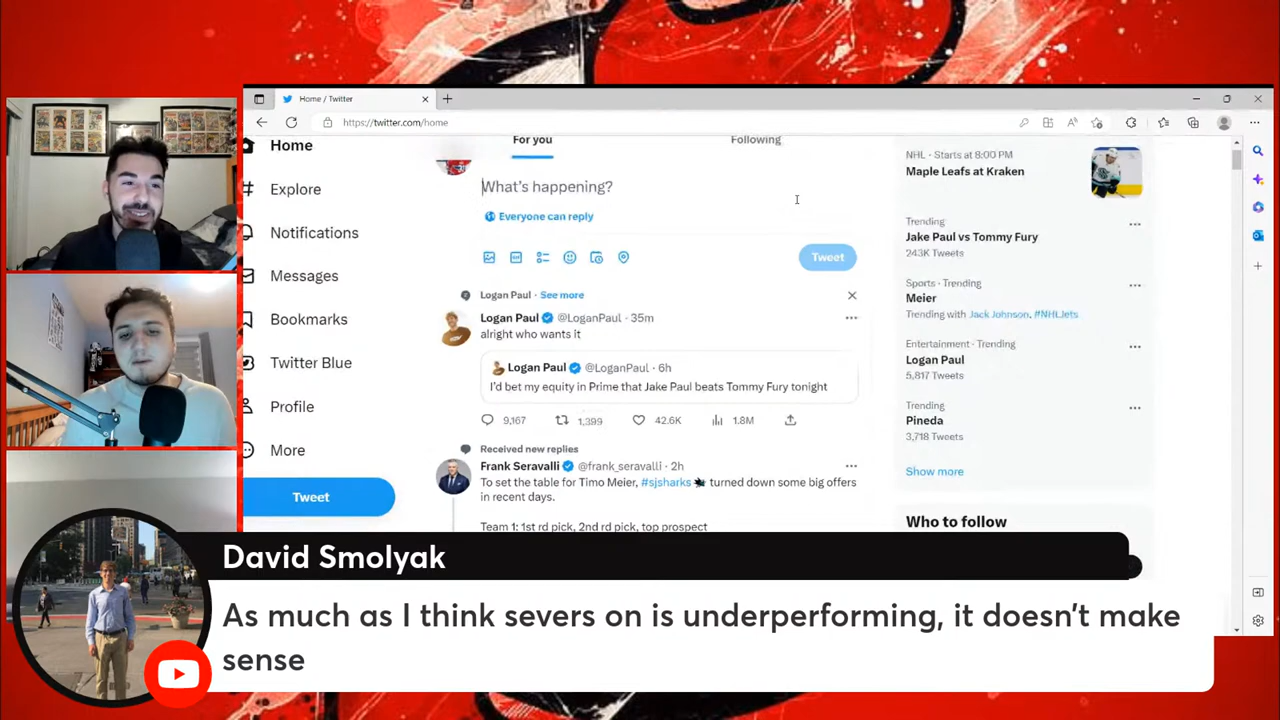 Home / Twitter
https://twitter.com/home
Home
Explore
Notifications
Messages
Bookmarks
Twitter Blue
Profile
More
Tweet
For you
Following
What's happening?
Everyone can reply
Tweet
Logan Paul · See more
Logan Paul @LoganPaul · 35m
alright who wants it
Logan Paul @LoganPaul · 6h
I'd bet my equity in Prime that Jake Paul beats Tommy Fury tonight
9,167 1,399 42.6K 1.8M
Received new replies
Frank Seravalli @frank_seravalli · 2h
To set the table for Timo Meier, #sjsharks turned down some big offers
in recent days.
Team 1: 1st rd pick, 2nd rd pick, top prospect
NHL · Starts at 8:00 PM
Maple Leafs at Kraken
Trending
Jake Paul vs Tommy Fury
243K Tweets
Sports · Trending
Meier
Trending with Jack Johnson, #NHLJets
Entertainment · Trending
Logan Paul
5,817 Tweets
Trending
Pineda
3,718 Tweets
Show more
Who to follow
David Smolyak
As much as I think severs on is underperforming, it doesn't make
sense